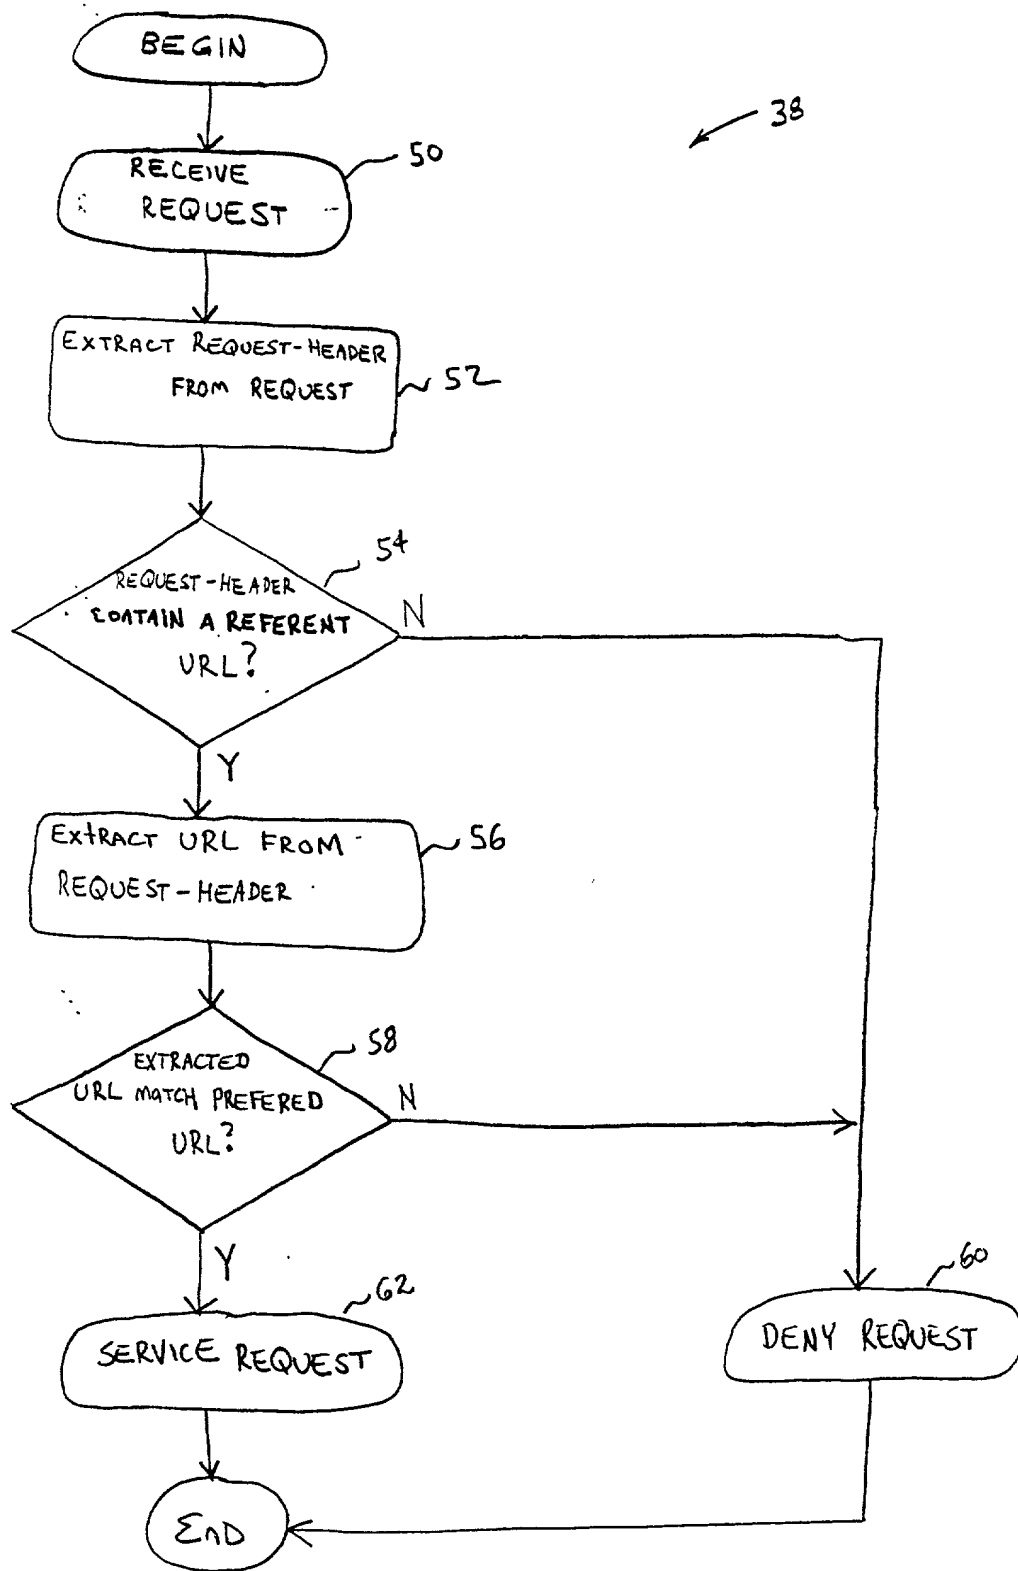 BEGIN
38
50
RECEIVE
REQUEST
EXTRACT REQUEST-HEADER
FROM REQUEST
52
54
REQUEST-HEADER
CONTAIN A REFERENT
URL?
N
Y
EXTRACT URL FROM
REQUEST-HEADER
56
58
EXTRACTED
URL MATCH PREFERED
URL?
N
Y
62
60
SERVICE REQUEST
DENY REQUEST
END